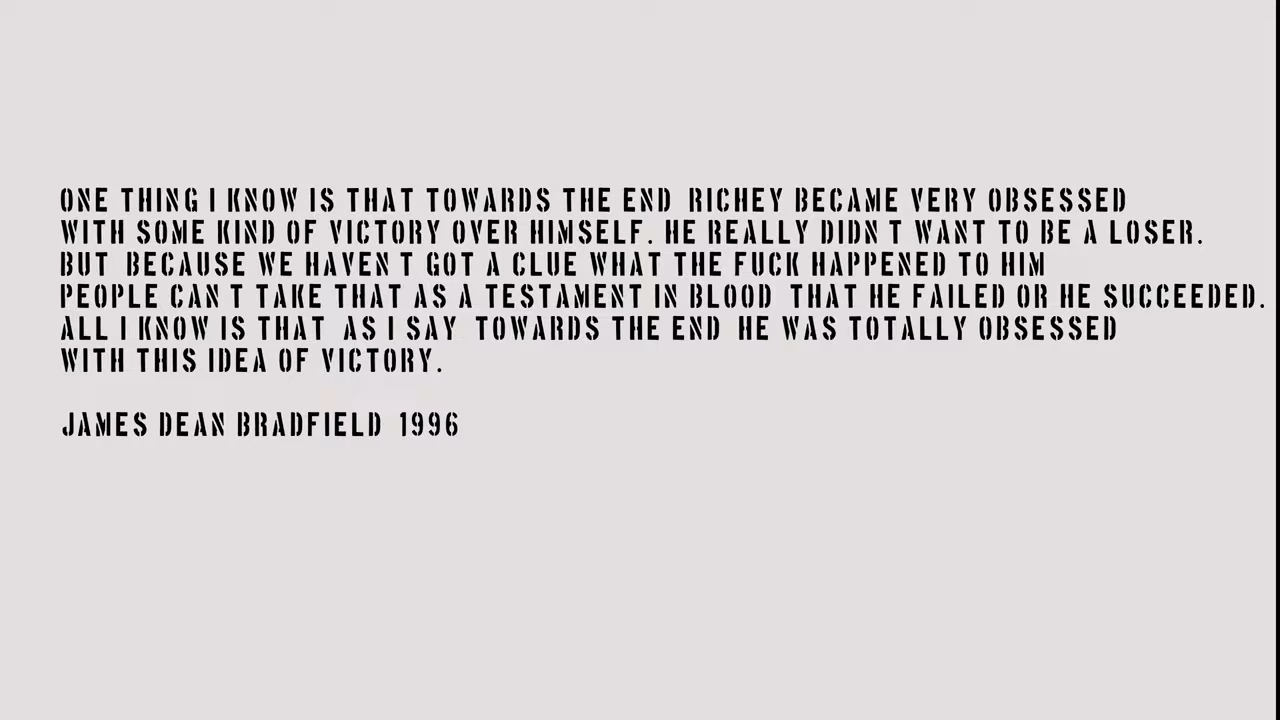 ONE THING I KNOW IS THAT TOWARDS THE END RICHEY BECAME VERY OBSESSED
WITH SOME KIND OF VICTORY OVER HIMSELF. HE REALLY DIDN T WANT TO BE A LOSER.
BUT BECAUSE WE HAVEN T GOT A CLUE WHAT THE FUCK HAPPENED TO HIM
PEOPLE CAN T TAKE THAT AS A TESTAMENT IN BLOOD THAT HE FAILED OR HE SUCCEEDED.
ALL I KNOW IS THAT AS I SAY TOWARDS THE END HE WAS TOTALLY OBSESSED
WITH THIS IDEA OF VICTORY.
JAMES DEAN BRADFIELD 1996